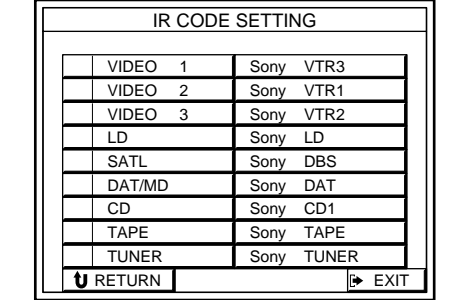 IR CODE SETTING
VIDEO 1 Sony VTR3
VIDEO 2 Sony VTR1
VIDEO 3 Sony VTR2
LD Sony LD
SATL Sony DBS
DAT/MD Sony DAT
CD Sony CD1
TAPE Sony TAPE
TUNER Sony TUNER
RETURN EXIT